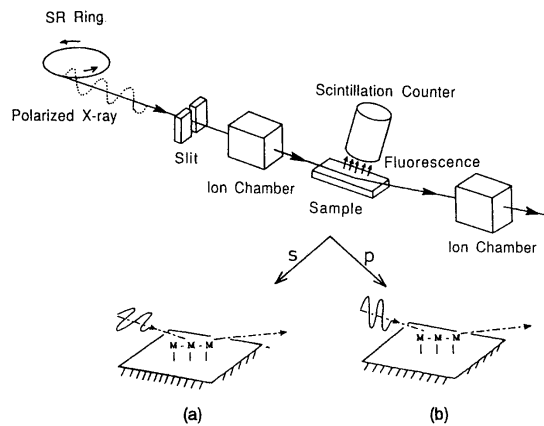 SR Ring
Polarized X-ray
Slit
Ion Chamber
Scintillation Counter
Fluorescence
Sample
Ion Chamber
s
p
M - M - M
M - M - M
(a)
(b)